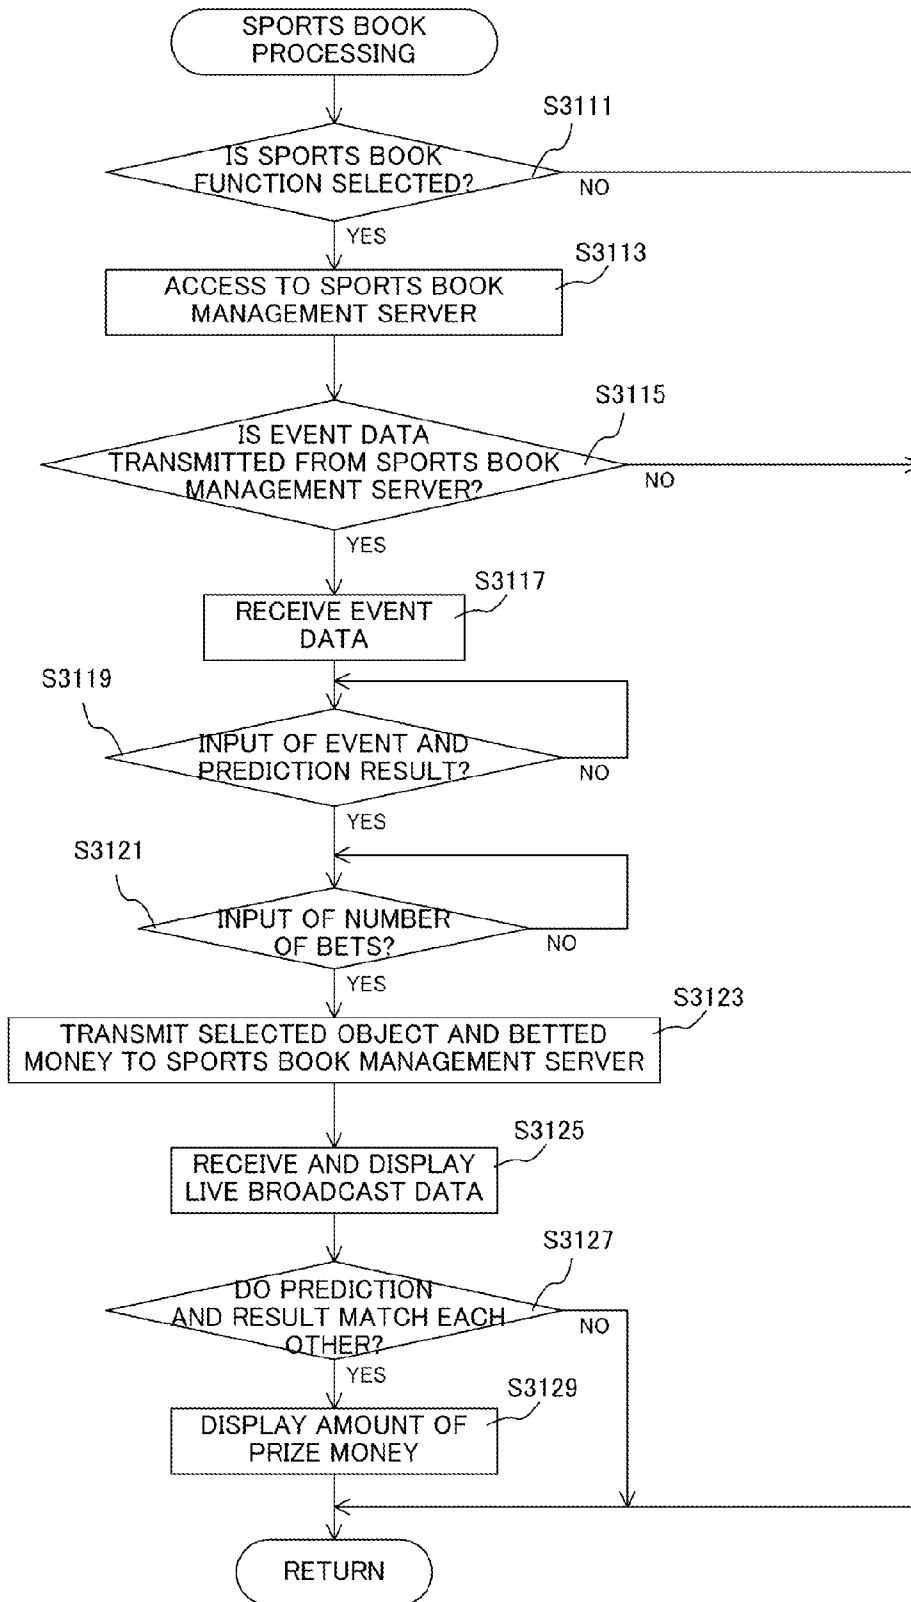 SPORTS BOOK
PROCESSING
S3111
IS SPORTS BOOK
FUNCTION SELECTED?
NO
YES
S3113
ACCESS TO SPORTS BOOK
MANAGEMENT SERVER
S3115
IS EVENT DATA
TRANSMITTED FROM SPORTS BOOK
MANAGEMENT SERVER?
NO
YES
S3117
RECEIVE EVENT
DATA
S3119
INPUT OF EVENT AND
PREDICTION RESULT?
NO
YES
S3121
INPUT OF NUMBER
OF BETS?
NO
YES
S3123
TRANSMIT SELECTED OBJECT AND BETTED
MONEY TO SPORTS BOOK MANAGEMENT SERVER
S3125
RECEIVE AND DISPLAY
LIVE BROADCAST DATA
S3127
DO PREDICTION
AND RESULT MATCH EACH
OTHER?
NO
YES
S3129
DISPLAY AMOUNT OF
PRIZE MONEY
RETURN